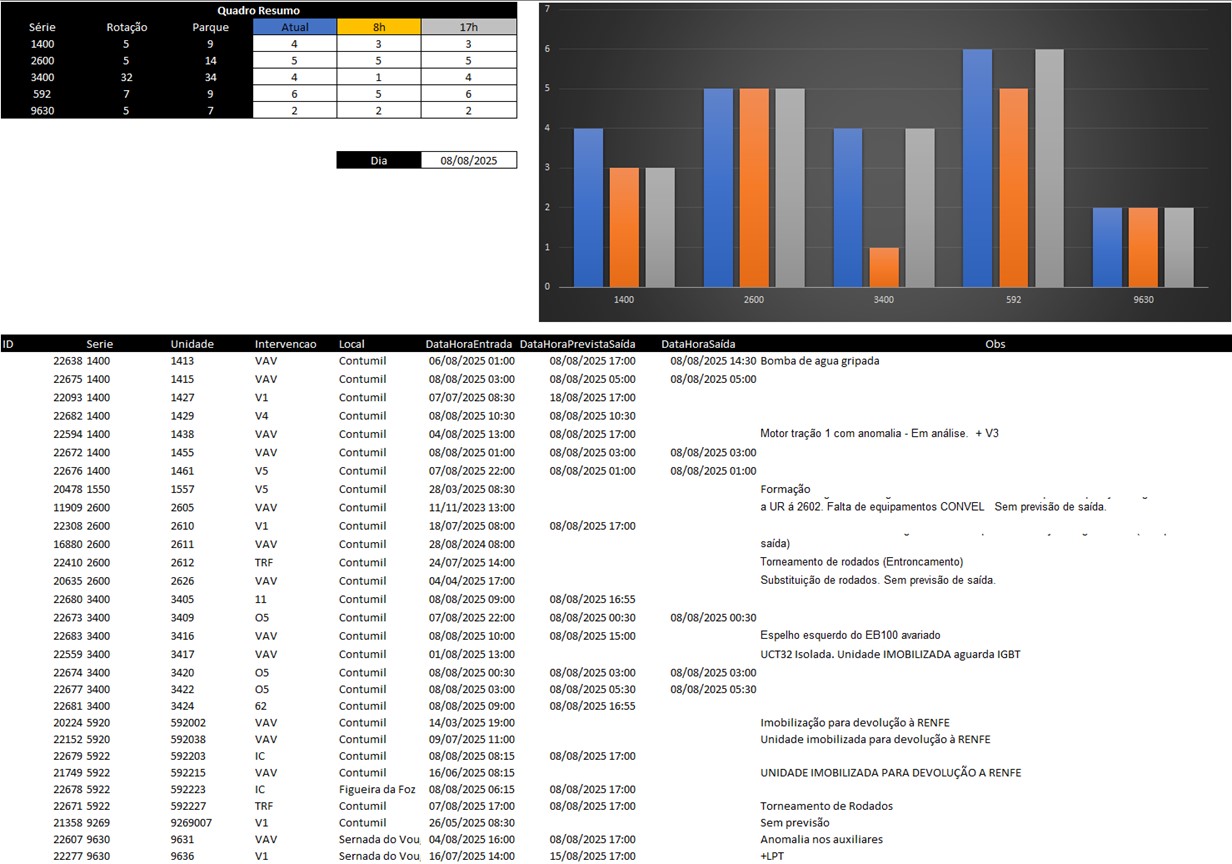 Quadro Resumo
Série Rotação Parque Atual 8h 17h
1400 5 9 4 3 3
2600 5 14 5 5 5
3400 32 34 4 1 4
592 7 9 6 5 6
9630 5 7 2 2 2
Dia 08/08/2025
7
6
5
4
3
2
1
0
1400 2600 3400 592 9630
ID Serie Unidade Intervencao Local DataHoraEntrada DataHoraPrevistaSaída DataHoraSaída Obs
22638 1400 1413 VAV Contumil 06/08/2025 01:00 08/08/2025 17:00 08/08/2025 14:30 Bomba de agua gripada
22675 1400 1415 VAV Contumil 08/08/2025 03:00 08/08/2025 05:00 08/08/2025 05:00
22093 1400 1427 V1 Contumil 07/07/2025 08:30 18/08/2025 17:00
22682 1400 1429 V4 Contumil 08/08/2025 10:30 08/08/2025 10:30
22594 1400 1438 VAV Contumil 04/08/2025 13:00 08/08/2025 17:00 Motor tração 1 com anomalia - Em análise. + V3
22672 1400 1455 VAV Contumil 08/08/2025 01:00 08/08/2025 03:00 08/08/2025 03:00
22676 1400 1461 V5 Contumil 07/08/2025 22:00 08/08/2025 01:00 08/08/2025 01:00
20478 1550 1557 V5 Contumil 28/03/2025 08:30 Formação
11909 2600 2605 VAV Contumil 11/11/2023 13:00 a UR á 2602. Falta de equipamentos CONVEL Sem previsão de saída.
22308 2600 2610 V1 Contumil 18/07/2025 08:00 08/08/2025 17:00
16880 2600 2611 VAV Contumil 28/08/2024 08:00 saída)
22410 2600 2612 TRF Contumil 24/07/2025 14:00 Torneamento de rodados (Entroncamento)
20635 2600 2626 VAV Contumil 04/04/2025 17:00 Substituição de rodados. Sem previsão de saída.
22680 3400 3405 11 Contumil 08/08/2025 09:00 08/08/2025 16:55
22673 3400 3409 O5 Contumil 07/08/2025 22:00 08/08/2025 00:30 08/08/2025 00:30
22683 3400 3416 VAV Contumil 08/08/2025 10:00 08/08/2025 15:00 Espelho esquerdo do EB100 avariado
22559 3400 3417 VAV Contumil 01/08/2025 13:00 UCT32 Isolada. Unidade IMOBILIZADA aguarda IGBT
22674 3400 3420 O5 Contumil 08/08/2025 00:30 08/08/2025 03:00 08/08/2025 03:00
22677 3400 3422 O5 Contumil 08/08/2025 03:00 08/08/2025 05:30 08/08/2025 05:30
22681 3400 3424 62 Contumil 08/08/2025 09:00 08/08/2025 16:55
20224 5920 592002 VAV Contumil 14/03/2025 19:00 Imobilização para devolução à RENFE
22152 5920 592038 VAV Contumil 09/07/2025 11:00 Unidade imobilizada para devolução à RENFE
22679 5922 592203 IC Contumil 08/08/2025 08:15 08/08/2025 17:00
21749 5922 592215 VAV Contumil 16/06/2025 08:15 UNIDADE IMOBILIZADA PARA DEVOLUÇÃO A RENFE
22678 5922 592223 IC Figueira da Foz 08/08/2025 06:15 08/08/2025 17:00
22671 5922 592227 TRF Contumil 07/08/2025 17:00 08/08/2025 17:00 Torneamento de Rodados
21358 9269 9269007 V1 Contumil 26/05/2025 08:30 Sem previsão
22607 9630 9631 VAV Sernada do Vou 04/08/2025 16:00 08/08/2025 17:00 Anomalia nos auxiliares
22277 9630 9636 V1 Sernada do Vou 16/07/2025 14:00 15/08/2025 17:00 +LPT